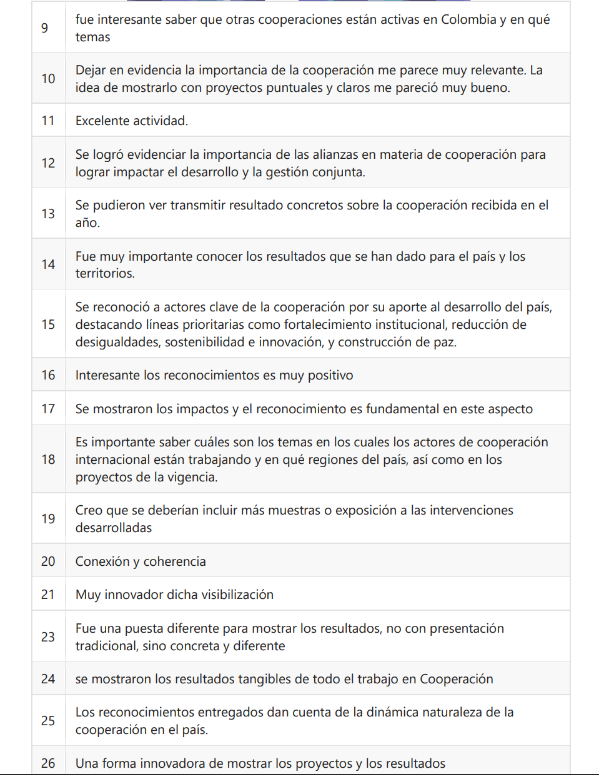 9 fue interesante saber que otras cooperaciones están activas en Colombia y en qué
temas
10 Dejar en evidencia la importancia de la cooperación me parece muy relevante. La
idea de mostrarlo con proyectos puntuales y claros me pareció muy bueno.
11 Excelente actividad.
12 Se logró evidenciar la importancia de las alianzas en materia de cooperación para
lograr impactar el desarrollo y la gestión conjunta.
13 Se pudieron ver transmitir resultado concretos sobre la cooperación recibida en el
año.
14 Fue muy importante conocer los resultados que se han dado para el país y los
territorios.
15 Se reconoció a actores clave de la cooperación por su aporte al desarrollo del país,
destacando líneas prioritarias como fortalecimiento institucional, reducción de
desigualdades, sostenibilidad e innovación, y construcción de paz.
16 Interesante los reconocimientos es muy positivo
17 Se mostraron los impactos y el reconocimiento es fundamental en este aspecto
18 Es importante saber cuáles son los temas en los cuales los actores de cooperación
internacional están trabajando y en qué regiones del país, así como en los
proyectos de la vigencia.
19 Creo que se deberían incluir más muestras o exposición a las intervenciones
desarrolladas
20 Conexión y coherencia
21 Muy innovador dicha visibilización
23 Fue una puesta diferente para mostrar los resultados, no con presentación
tradicional, sino concreta y diferente
24 se mostraron los resultados tangibles de todo el trabajo en Cooperación
25 Los reconocimientos entregados dan cuenta de la dinámica naturaleza de la
cooperación en el país.
26 Una forma innovadora de mostrar los proyectos y los resultados